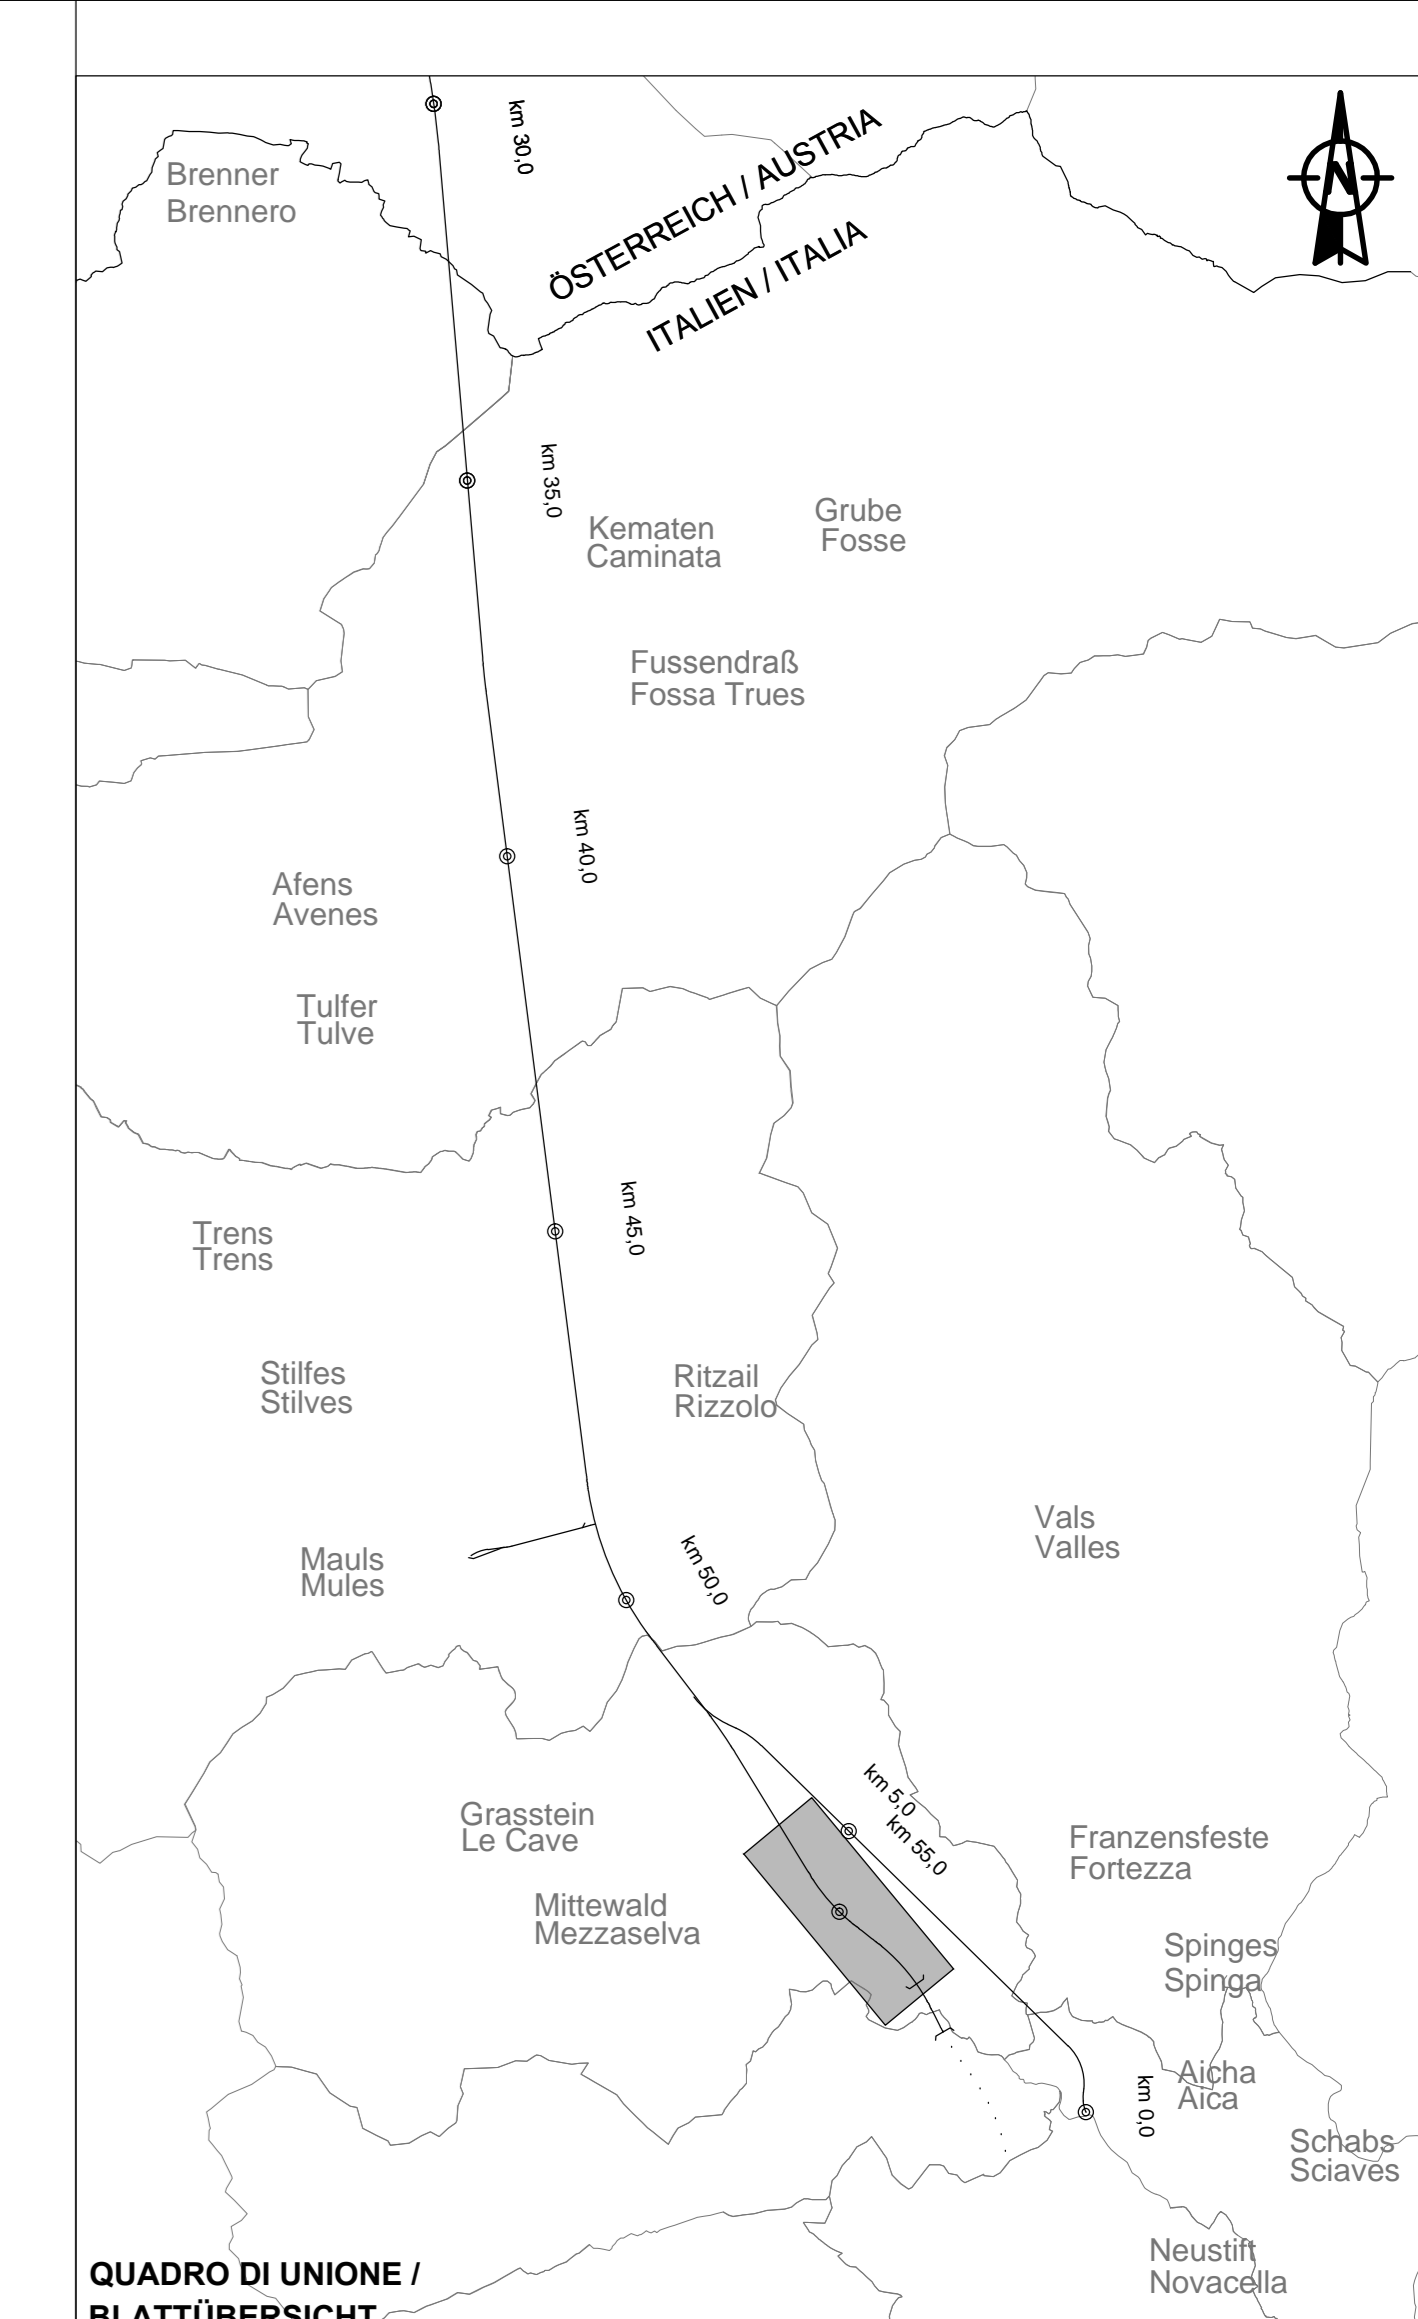 km 30,0
Brenner
Brennero
ÖSTERREICH / AUSTRIA
ITALIEN / ITALIA
N
km 35,0
Kematen
Caminata
Grube
Fosse
Fussendraß
Fossa Trues
km 40,0
Afens
Avenes
Tulfer
Tulve
km 45,0
Trens
Trens
Stilfes
Stilves
Ritzail
Rizzolo
Vals
Valles
Mauls
Mules
km 50,0
km 5,0
km 55,0
Grasstein
Le Cave
Franzensfeste
Fortezza
Mittewald
Mezzaselva
Spinges
Spinga
Aicha
Aica
km 0,0
Schabs
Sciaves
Neustift
Novacella
QUADRO DI UNIONE /
BLATTÜBERSICHT